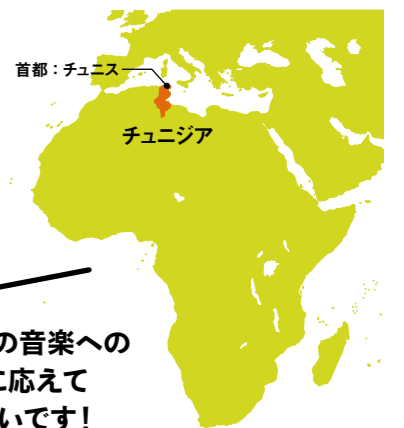 首都：チュニス
チュニジア
の音楽への
に応えて
いです！